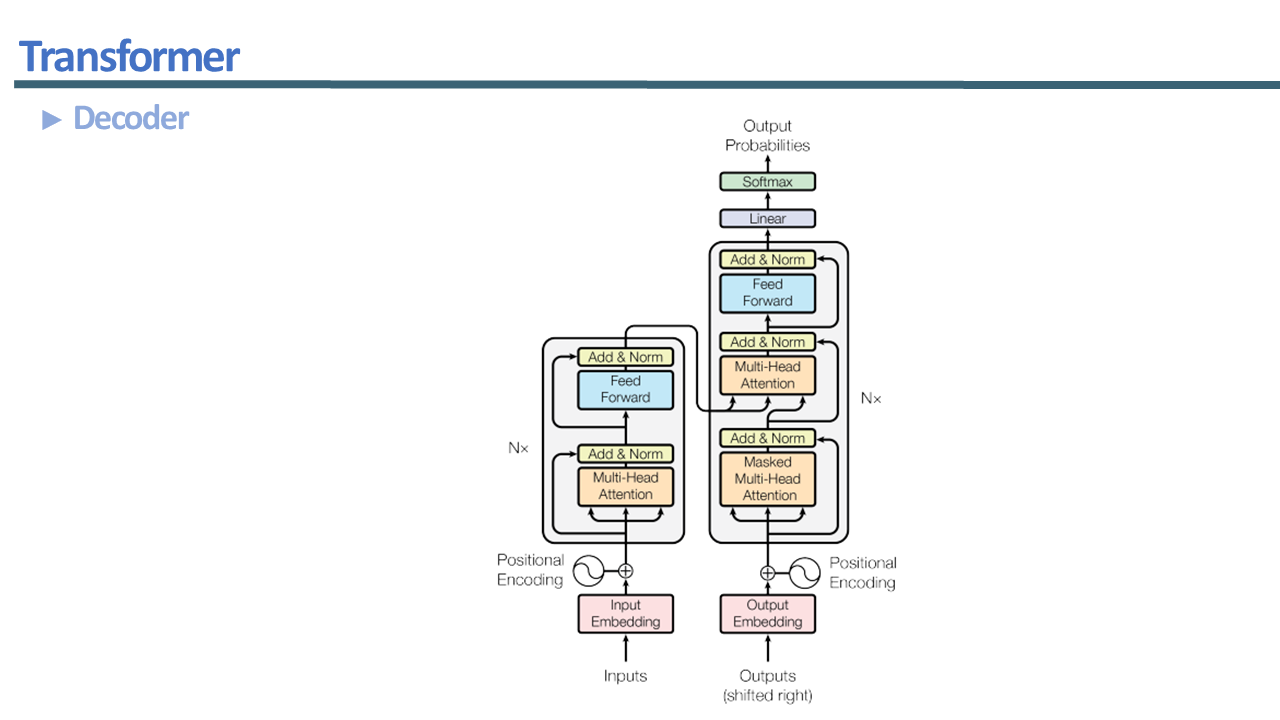 Transformer
► Decoder
Output
Probabilities
Softmax
Linear
Add & Norm
Feed
Forward
Add & Norm
Multi-Head
Attention
N×
Add & Norm
Masked
Multi-Head
Attention
Positional
Encoding
Output
Embedding
Outputs
(shifted right)
Add & Norm
Feed
Forward
N×
Add & Norm
Multi-Head
Attention
Positional
Encoding
Input
Embedding
Inputs